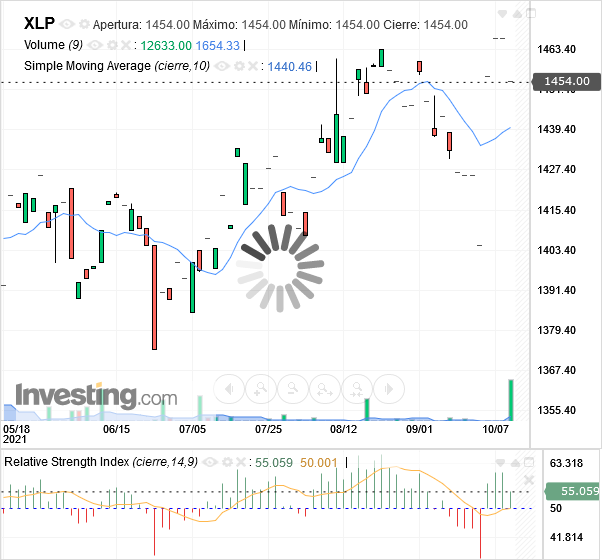 XLP Apertura: 1454.00 Máximo: 1454.00 Mínimo: 1454.00 Cierre: 1454.00
Volume (9) : 12633.00 1654.33
Simple Moving Average (cierre,10) : 1440.46
1463.40
1454.00
1439.40
1427.40
1415.40
1403.40
1391.40
1379.40
1367.40
1355.40
Investing.com
05/18 06/15 07/05 07/25 08/12 09/01 10/07
2021
Relative Strength Index (cierre,14,9) : 55.059 50.001
63.318
55.059
50
41.814